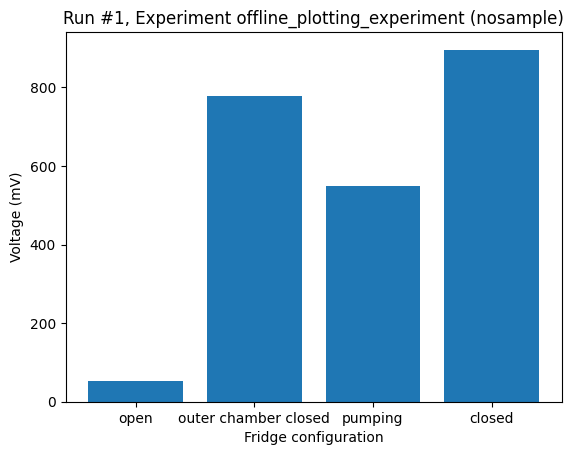 Run #1, Experiment offline_plotting_experiment (nosample)
Voltage (mV)
800
600
400
200
0
open
outer chamber closed
pumping
closed
Fridge configuration